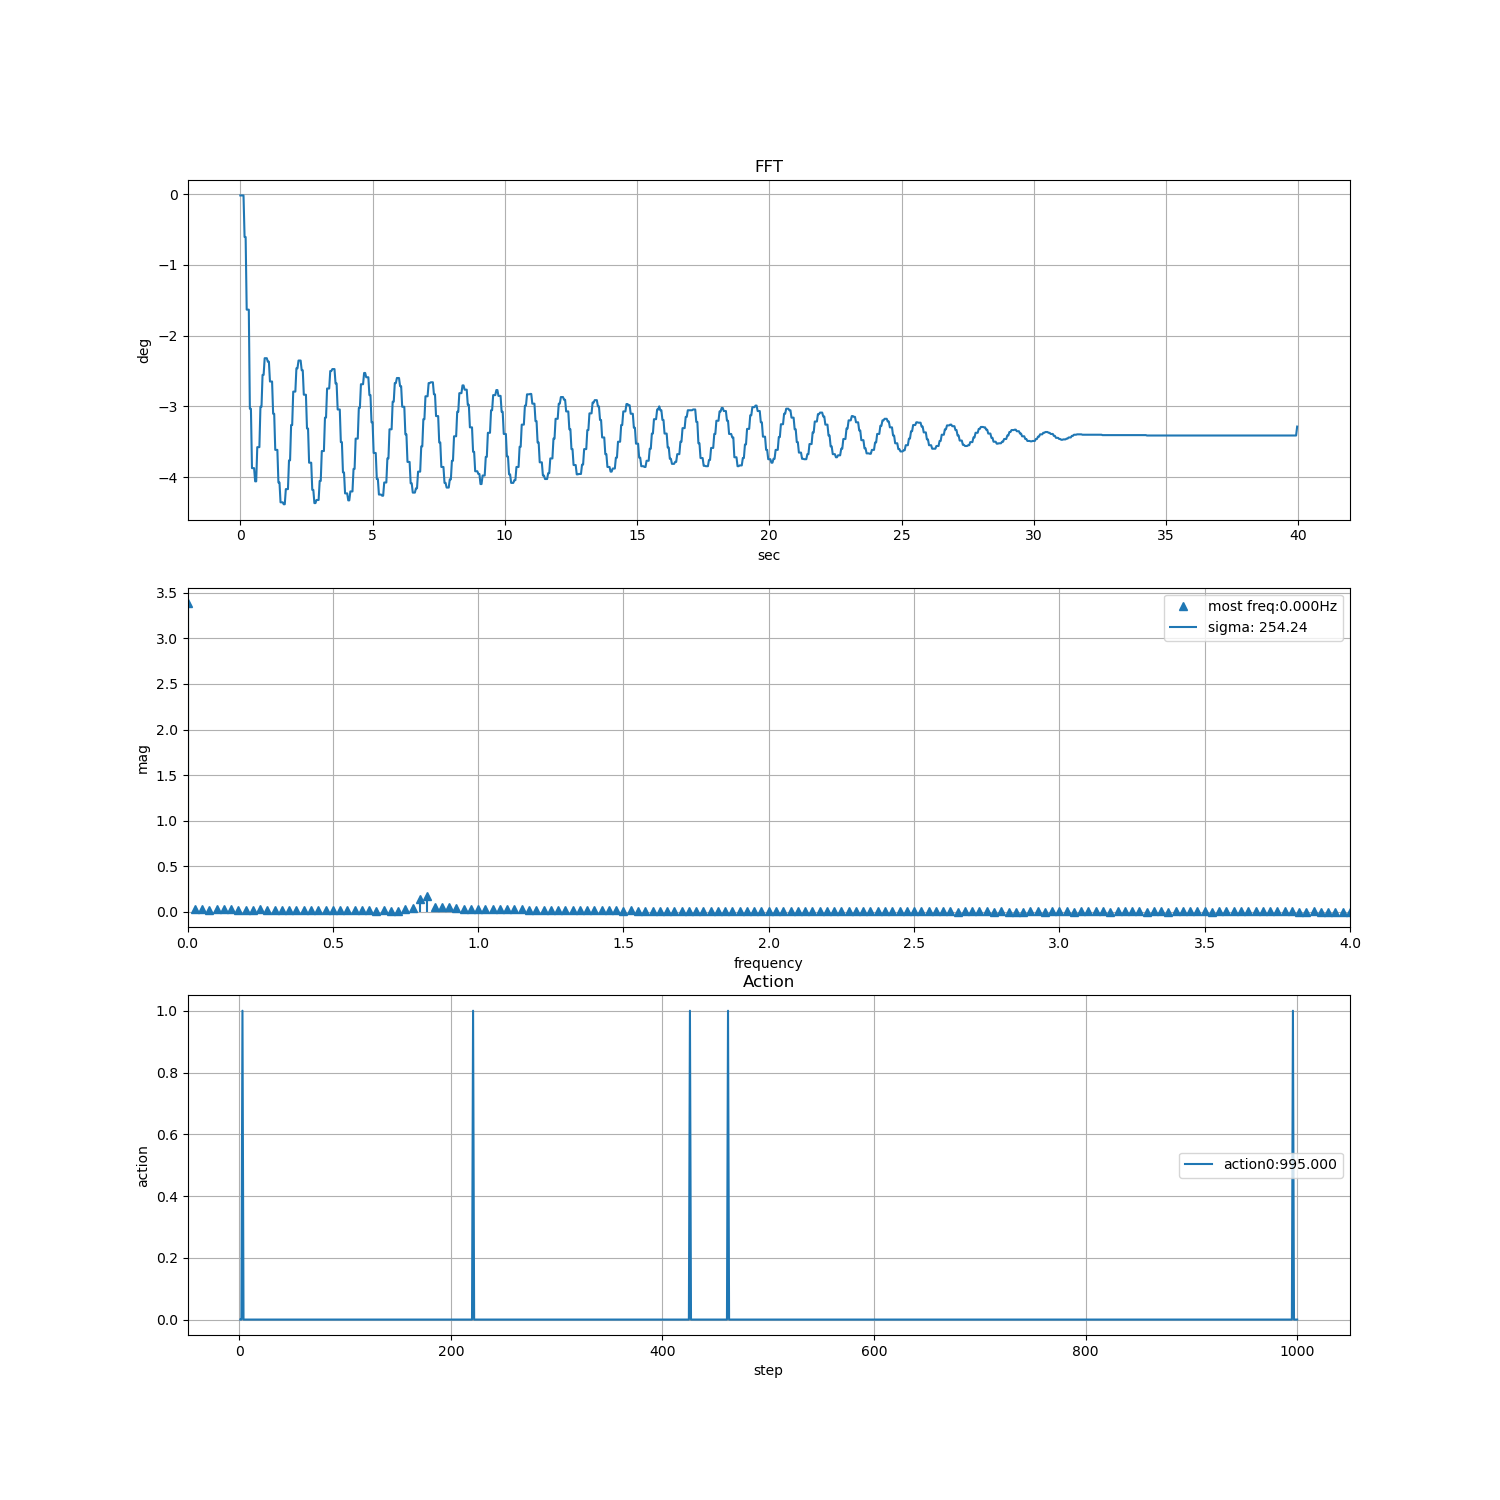 FFT
0
−1
−2
−3
−4
deg
0 5 10 15 20 25 30 35 40
sec
3.5
3.0
2.5
2.0
1.5
1.0
0.5
0.0
mag
most freq:0.000Hz
sigma: 254.24
0.0 0.5 1.0 1.5 2.0 2.5 3.0 3.5 4.0
frequency
Action
1.0
0.8
0.6
0.4
0.2
0.0
action
action0:995.000
0 200 400 600 800 1000
step